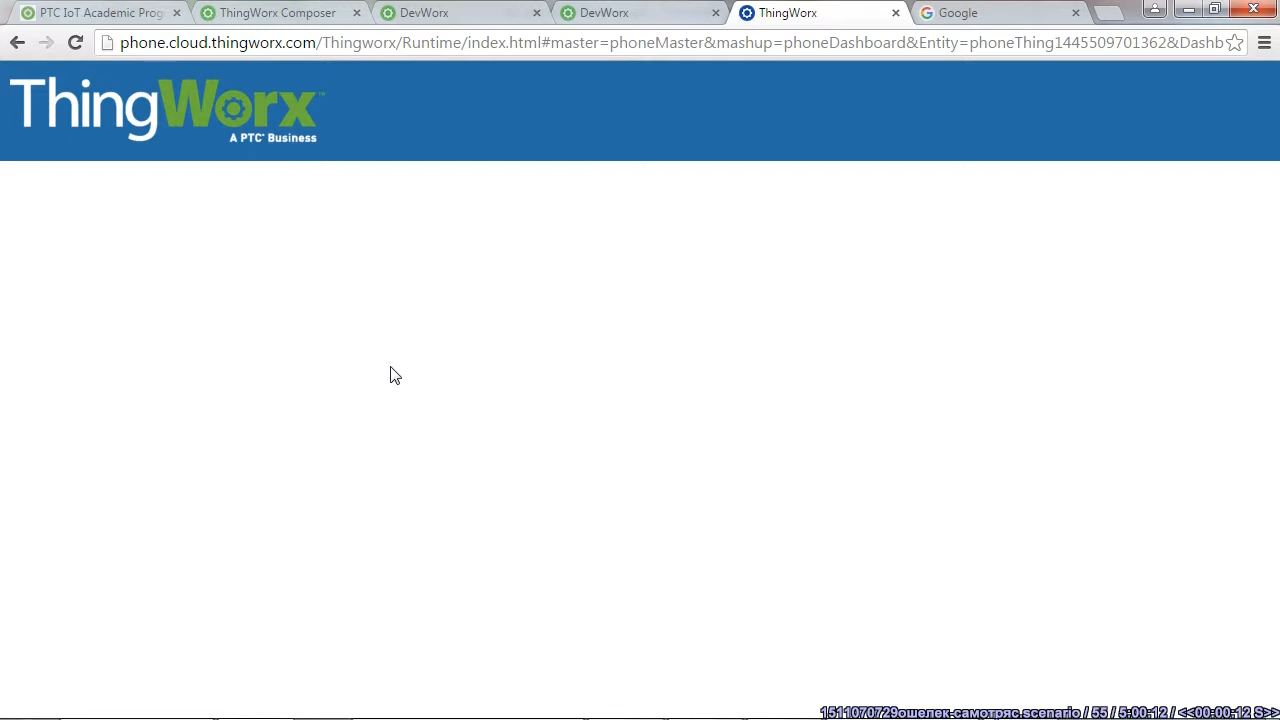 PTC IoT Academic Prog
ThingWorx Composer
DevWorx
DevWorx
ThingWorx
Google
phone.cloud.thingworx.com/Thingworx/Runtime/index.html#master=phoneMaster&mashup=phoneDashboard&Entity=phoneThing1445509701362&Dashb
ThingWorx™
A PTC® Business
1511070729ошелек-самотряс.scenario / 55 / 5:00:12 / <<00:00:12 S>>